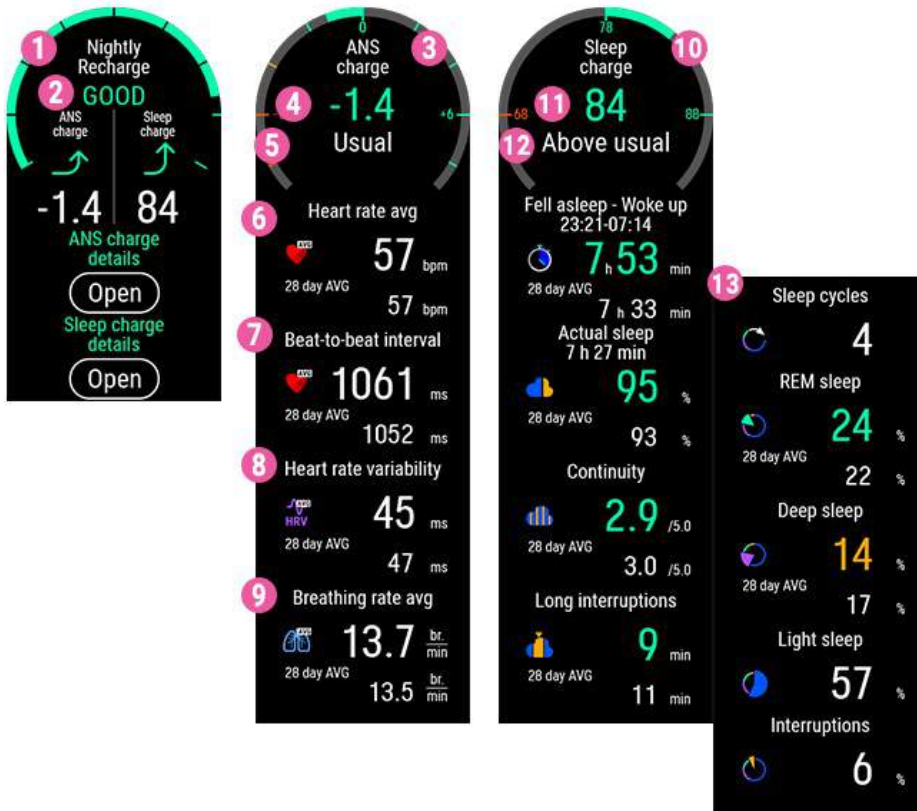 1
Nightly
Recharge
2
GOOD
ANS
charge
Sleep
charge
-1.4
84
ANS charge
details
Open
Sleep charge
details
Open
0
3
ANS
charge
4
-1.4
+6
5
Usual
6
Heart rate avg
AVG
57 bpm
28 day AVG
57 bpm
7
Beat-to-beat interval
AVG
1061 ms
28 day AVG
1052 ms
8
Heart rate variability
AVG
HRV
45 ms
28 day AVG
47 ms
9
Breathing rate avg
AVG
13.7 br.
min
28 day AVG
13.5 br.
min
78
10
Sleep
charge
68
11
84
88
12
Above usual
Fell asleep - Woke up
23:21-07:14
7 h 53 min
28 day AVG
7 h 33 min
Actual sleep
7 h 27 min
95 %
28 day AVG
93 %
Continuity
2.9 /5.0
28 day AVG
3.0 /5.0
Long interruptions
9 min
28 day AVG
11 min
13
Sleep cycles
4
REM sleep
24 %
28 day AVG
22 %
Deep sleep
14 %
28 day AVG
17 %
Light sleep
57 %
Interruptions
6 %